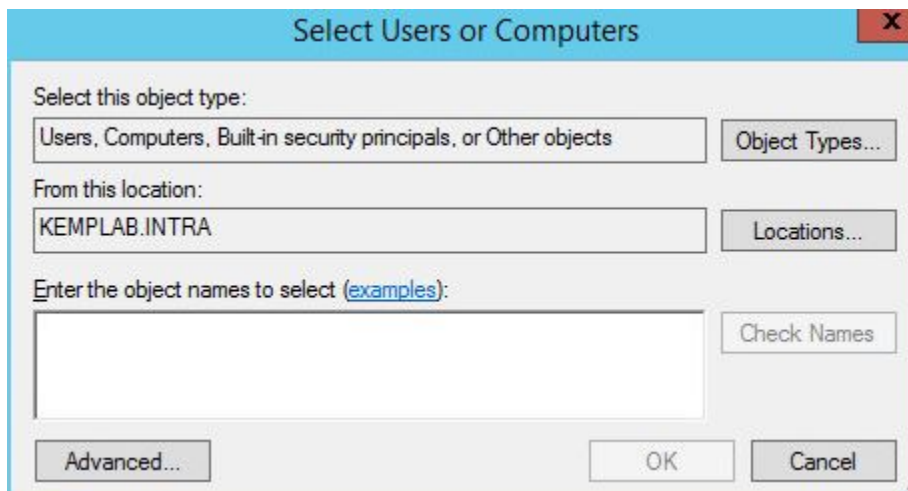 Select Users or Computers
x
Select this object type:
Users, Computers, Built-in security principals, or Other objects
Object Types...
From this location:
KEMPLAB.INTRA
Locations...
Enter the object names to select (examples):
Check Names
Advanced...
OK
Cancel